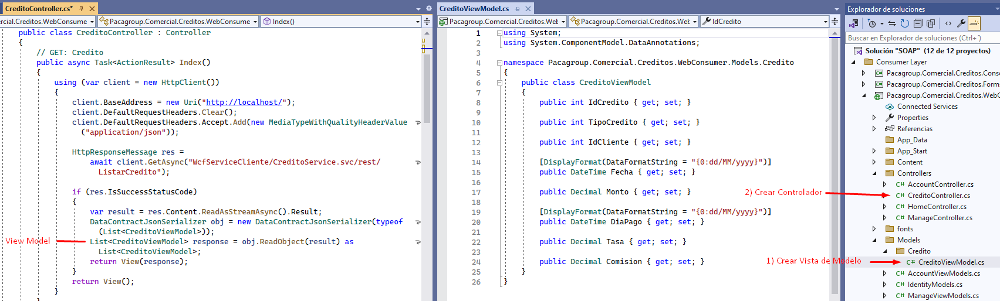 CreditoController.cs*
CreditoViewModel.cs
Explorador de soluciones
ercial.Creditos.WebConsume
Pacagroup.Comercial.Creditos.WebConsume
Index()
Pacagroup.Comercial.Creditos.Web
Pacagroup.Comercial.Creditos.Web
IdCredito
Buscar en Explorador de soluciones (Ctrl+´)
public class CreditoController : Controller
{
// GET: Credito
public async Task<ActionResult> Index()
{
using (var client = new HttpClient())
{
client.BaseAddress = new Uri("http://localhost/");
client.DefaultRequestHeaders.Clear();
client.DefaultRequestHeaders.Accept.Add(new MediaTypeWithQualityHeaderValue
("application/json"));
HttpResponseMessage res =
await client.GetAsync("WcfServiceCliente/CreditoService.svc/rest/
ListarCredito");
if (res.IsSuccessStatusCode)
{
var result = res.Content.ReadAsStreamAsync().Result;
DataContractJsonSerializer obj = new DataContractJsonSerializer(typeof
(List<CreditoViewModel>));
View Model
List<CreditoViewModel> response = obj.ReadObject(result) as
List<CreditoViewModel>;
return View(response);
}
return View();
}
}
1 using System;
2 using System.ComponentModel.DataAnnotations;
3
4 namespace Pacagroup.Comercial.Creditos.WebConsumer.Models.Credito
5 {
6 public class CreditoViewModel
7 {
8 public int IdCredito { get; set; }
9
10 public int TipoCredito { get; set; }
11
12 public int IdCliente { get; set; }
13
14 [DisplayFormat(DataFormatString = "{0:dd/MM/yyyy}")]
15 public DateTime Fecha { get; set; }
16
17 public Decimal Monto { get; set; }
18
19 [DisplayFormat(DataFormatString = "{0:dd/MM/yyyy}")]
20 public DateTime DiaPago { get; set; }
21
22 public Decimal Tasa { get; set; }
23
24 public Decimal Comision { get; set; }
25 }
26 }
2) Crear Controlador
1) Crear Vista de Modelo
Solución "SOAP" (12 de 12 proyectos)
Consumer Layer
C# Pacagroup.Comercial.Creditos.Cons
C# Pacagroup.Comercial.Creditos.Form
Pacagroup.Comercial.Creditos.WebC
Connected Services
Properties
Referencias
App_Data
App_Start
Content
Controllers
C# AccountController.cs
C# CreditoController.cs
C# HomeController.cs
C# ManageController.cs
fonts
Models
Credito
C# CreditoViewModel.cs
C# AccountViewModels.cs
C# IdentityModels.cs
C# ManageViewModels.cs